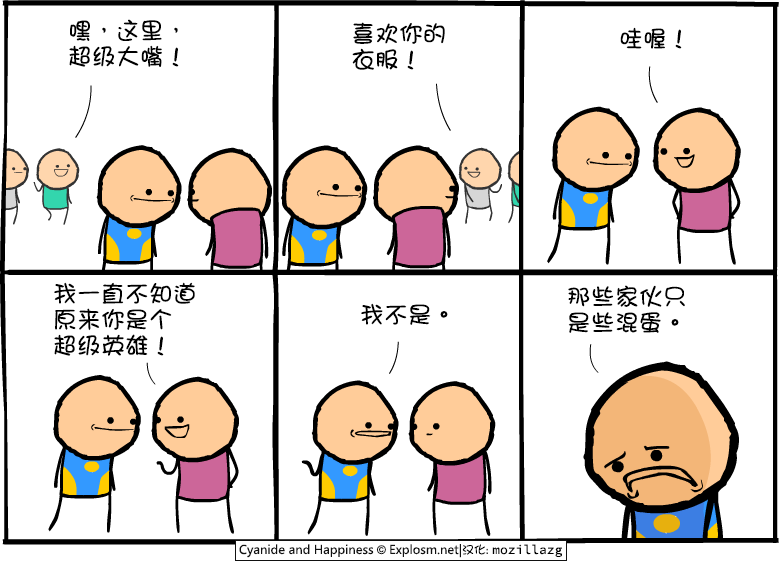 嘿，这里，
超级大嘴！
喜欢你的
衣服！
哇喔！
我一直不知道
原来你是个
超级英雄！
我不是。
那些家伙只
是些混蛋。
Cyanide and Happiness © Explosm.net|汉化: mozillazg